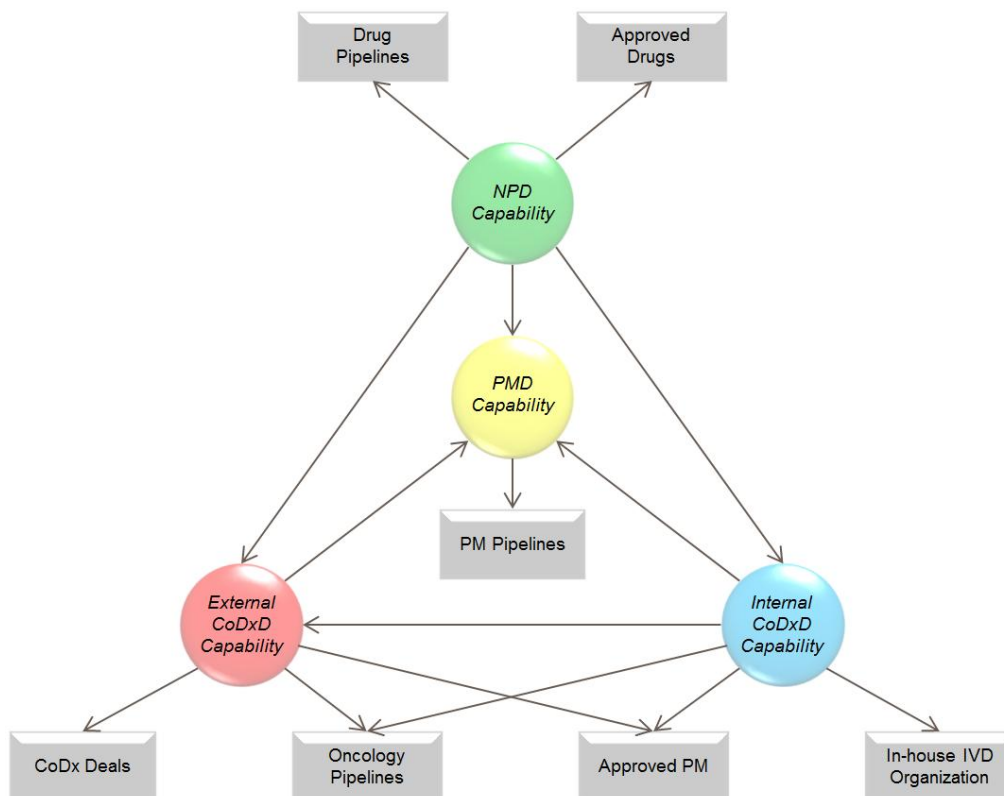 Drug
Pipelines
Approved
Drugs
NPD
Capability
PMD
Capability
PM Pipelines
External
CoDxD
Capability
Internal
CoDxD
Capability
CoDx Deals
Oncology
Pipelines
Approved PM
In-house IVD
Organization